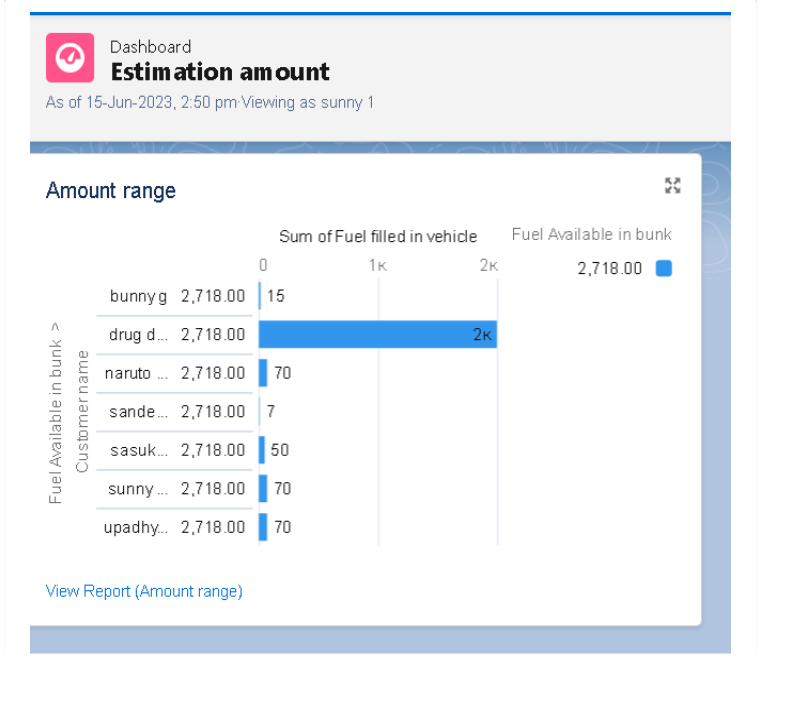 Dashboard
Estimation amount
As of 15-Jun-2023, 2:50 pm·Viewing as sunny 1
Amount range
Sum of Fuel filled in vehicle
Fuel Available in bunk
0 1K 2K
2,718.00
bunny g 2,718.00 15
drug d... 2,718.00 2K
naruto ... 2,718.00 70
sande... 2,718.00 7
sasuk... 2,718.00 50
sunny ... 2,718.00 70
upadhy... 2,718.00 70
Fuel Available in bunk >
Customer name
View Report (Amount range)